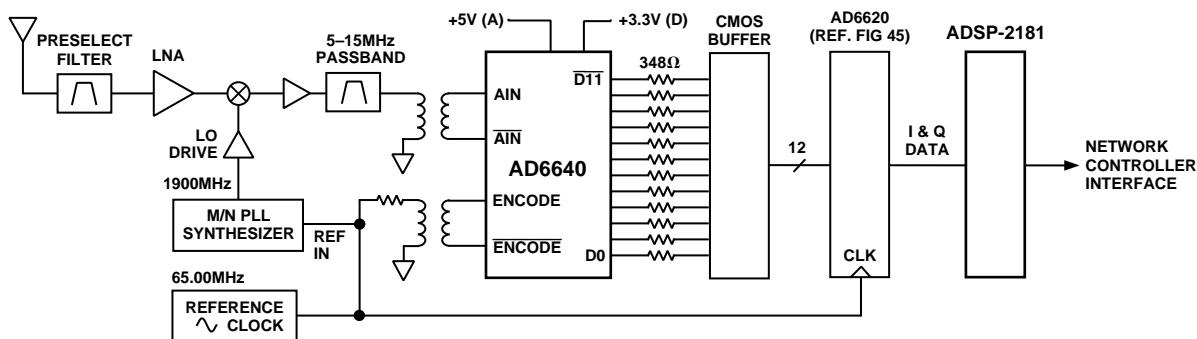 PRESELECT
FILTER
LNA
5–15MHz
PASSBAND
+5V (A)
+3.3V (D)
CMOS
BUFFER
AD6620
(REF. FIG 45)
ADSP-2181
348Ω
D11
AIN
AIN
AD6640
ENCODE
ENCODE
D0
LO
DRIVE
1900MHz
M/N PLL
SYNTHESIZER
REF
IN
65.00MHz
REFERENCE
CLOCK
12
CLK
I & Q
DATA
NETWORK
CONTROLLER
INTERFACE